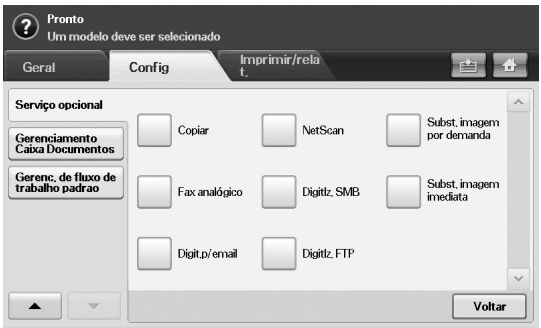 Pronto
Um modelo deve ser selecionado
Geral
Config
Imprimir/rela
t.
Serviço opcional
Gerenciamento
Caixa Documentos
Gerenc. de fluxo de
trabalho padrao
Copiar
NetScan
Subst. imagem
por demanda
Fax analógico
Digitlz. SMB
Subst. imagem
imediata
Digit.p/email
Digitlz. FTP
Voltar